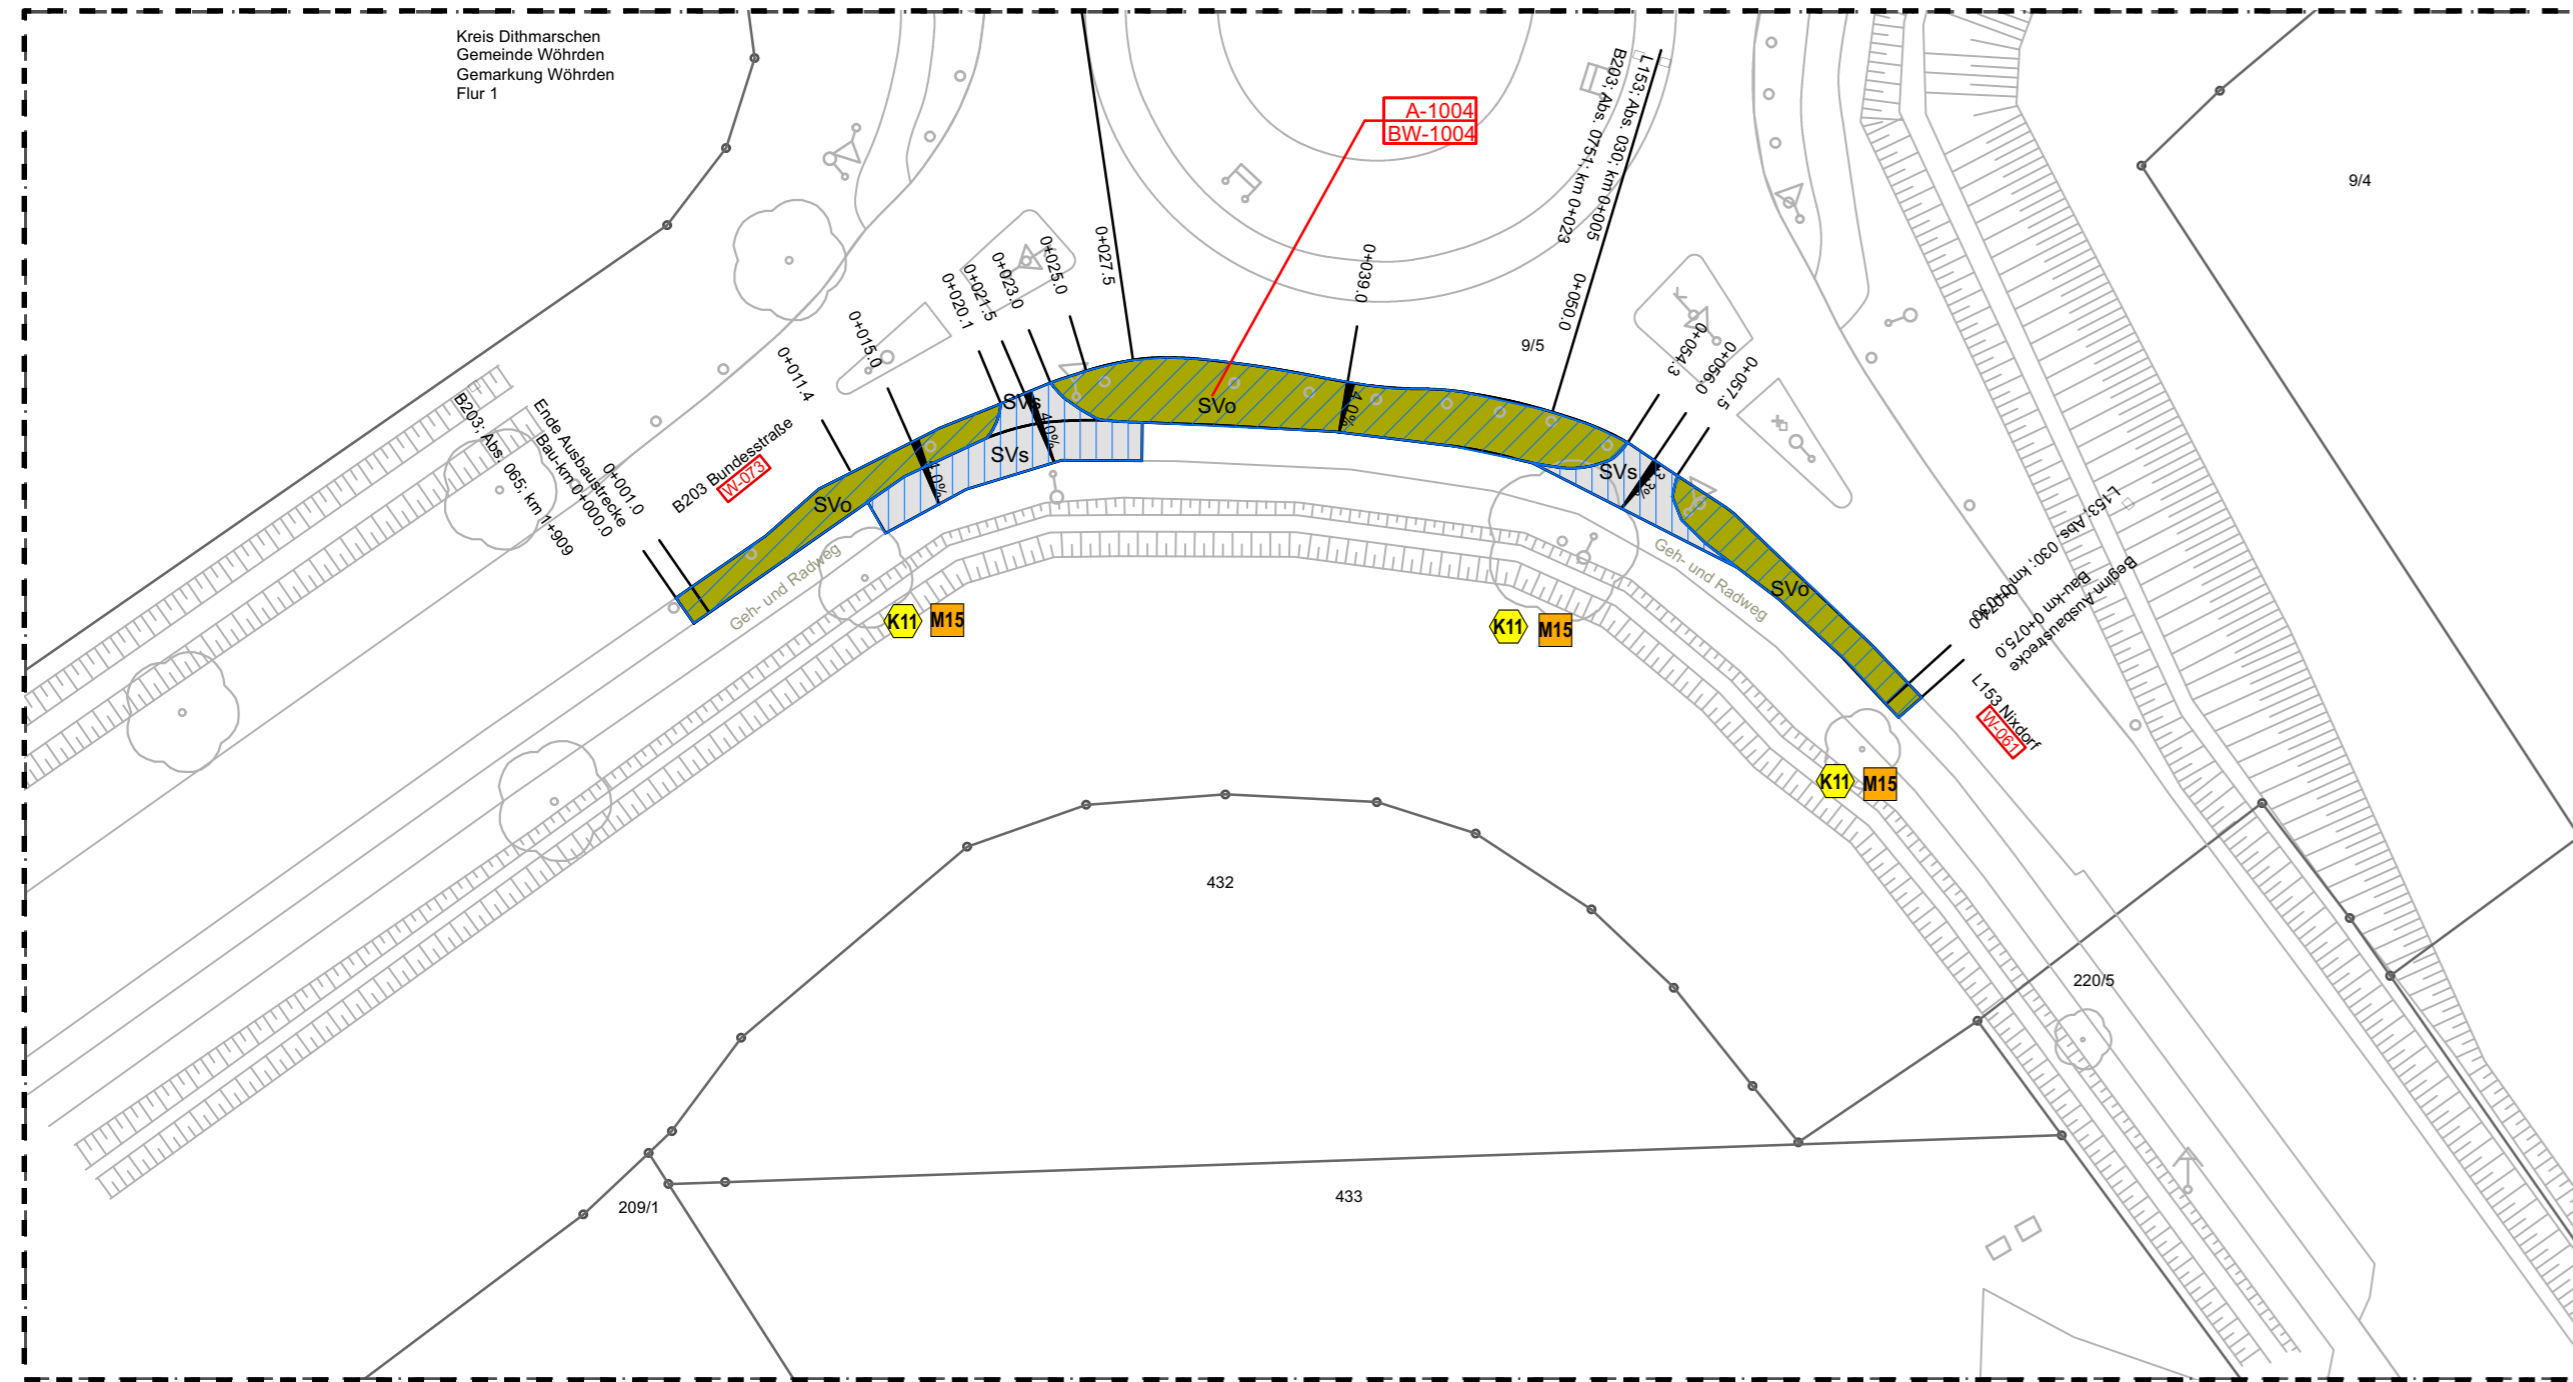 Kreis Dithmarschen
Gemeinde Wöhrden
Gemarkung Wöhrden
Flur 1
A-1004
BW-1004
L153; Abs. 030; km 0+005
B203; Abs. 0751; km 0+023
9/4
9/5
0+001.0
0+011.4
0+015.0
0+020.1
0+021.5
0+023.0
0+025.0
0+027.5
0+039.0
0+050.0
0+054.3
0+056.0
0+057.5
B203; Abs. 065; km 1+909
Ende Ausbaustrecke
Bau-km 0+000.0
B203 Bundesstraße
W-073
SVo
SVs
SVo
SVs
4.0%
SVs
SVo
Geh- und Radweg
Geh- und Radweg
K11
M15
K11
M15
K11
M15
L153; Abs. 030; km 0+030
Beginn Ausbaustrecke
Bau-km 0+075.0
L153 Nixdorf
W-061
432
220/5
433
209/1